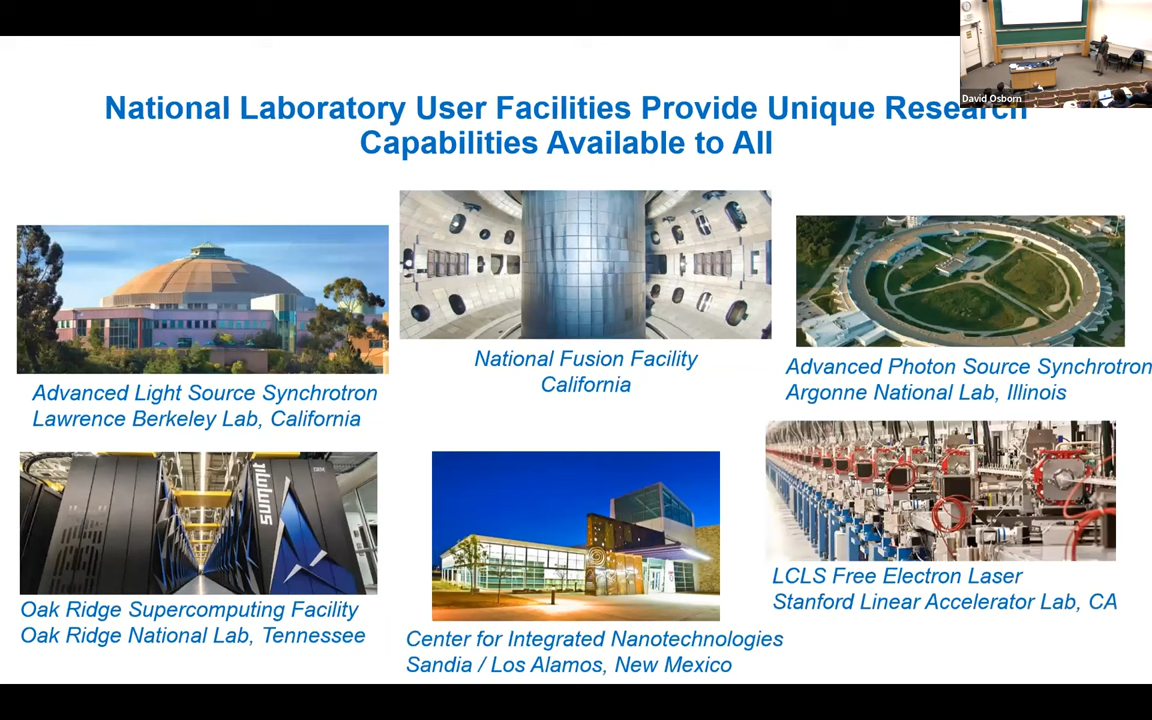 David Osborn
National Laboratory User Facilities Provide Unique Research
Capabilities Available to All
Advanced Light Source Synchrotron
Lawrence Berkeley Lab, California
National Fusion Facility
California
Advanced Photon Source Synchrotron
Argonne National Lab, Illinois
summit
IBM
Oak Ridge Supercomputing Facility
Oak Ridge National Lab, Tennessee
Center for Integrated Nanotechnologies
Sandia / Los Alamos, New Mexico
LCLS Free Electron Laser
Stanford Linear Accelerator Lab, CA